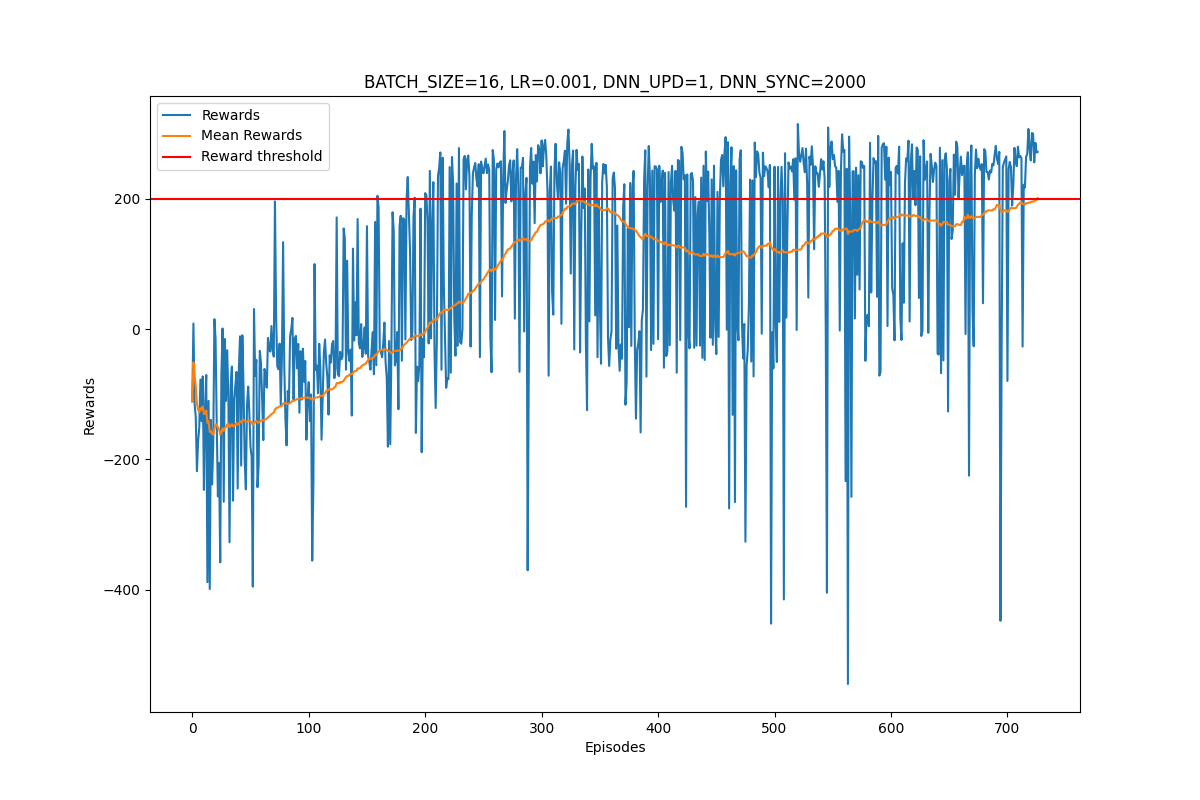 BATCH_SIZE=16, LR=0.001, DNN_UPD=1, DNN_SYNC=2000
Rewards
Mean Rewards
Reward threshold
200
0
−200
−400
Rewards
0 100 200 300 400 500 600 700
Episodes